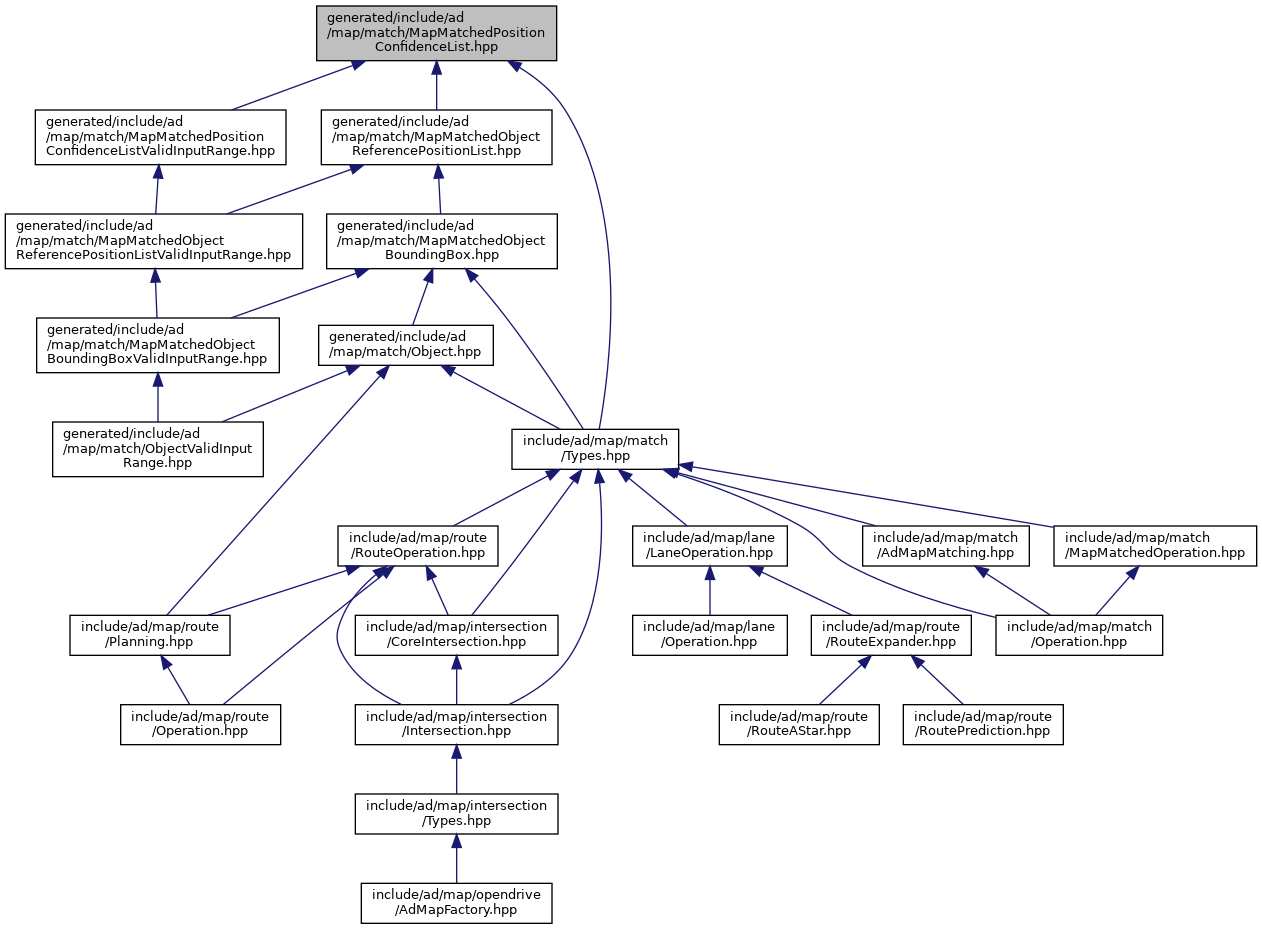 generated/include/ad
/map/match/MapMatchedPosition
ConfidenceList.hpp
generated/include/ad
/map/match/MapMatchedPosition
ConfidenceListValidInputRange.hpp
generated/include/ad
/map/match/MapMatchedObject
ReferencePositionList.hpp
generated/include/ad
/map/match/MapMatchedObject
ReferencePositionListValidInputRange.hpp
generated/include/ad
/map/match/MapMatchedObject
BoundingBox.hpp
generated/include/ad
/map/match/MapMatchedObject
BoundingBoxValidInputRange.hpp
generated/include/ad
/map/match/Object.hpp
generated/include/ad
/map/match/ObjectValidInput
Range.hpp
include/ad/map/match
/Types.hpp
include/ad/map/route
/RouteOperation.hpp
include/ad/map/lane
/LaneOperation.hpp
include/ad/map/match
/AdMapMatching.hpp
include/ad/map/match
/MapMatchedOperation.hpp
include/ad/map/route
/Planning.hpp
include/ad/map/intersection
/CoreIntersection.hpp
include/ad/map/lane
/Operation.hpp
include/ad/map/route
/RouteExpander.hpp
include/ad/map/match
/Operation.hpp
include/ad/map/route
/Operation.hpp
include/ad/map/intersection
/Intersection.hpp
include/ad/map/route
/RouteAStar.hpp
include/ad/map/route
/RoutePrediction.hpp
include/ad/map/intersection
/Types.hpp
include/ad/map/opendrive
/AdMapFactory.hpp